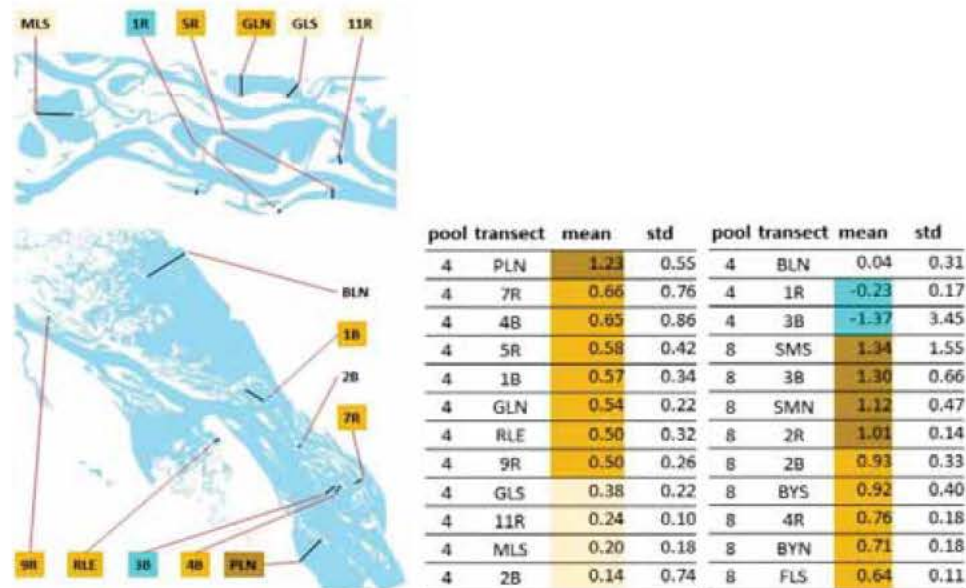 MLS 1R 5R GLN GLS 11R
BLN
1B
2B
7R
9R RLE 3B 4B PLN
pool transect mean std
4 PLN 1.23 0.55
4 7R 0.66 0.76
4 4B 0.65 0.86
4 5R 0.58 0.42
4 1B 0.57 0.34
4 GLN 0.54 0.22
4 RLE 0.50 0.32
4 9R 0.50 0.26
4 GLS 0.38 0.22
4 11R 0.24 0.10
4 MLS 0.20 0.18
4 2B 0.14 0.74
pool transect mean std
4 BLN 0.04 0.31
4 1R -0.23 0.17
4 3B -1.37 3.45
8 SMS 1.34 1.55
8 3B 1.30 0.66
8 SMN 1.12 0.47
8 2R 1.01 0.14
8 2B 0.93 0.33
8 BYS 0.92 0.40
8 4R 0.76 0.18
8 BYN 0.71 0.18
8 FLS 0.64 0.11